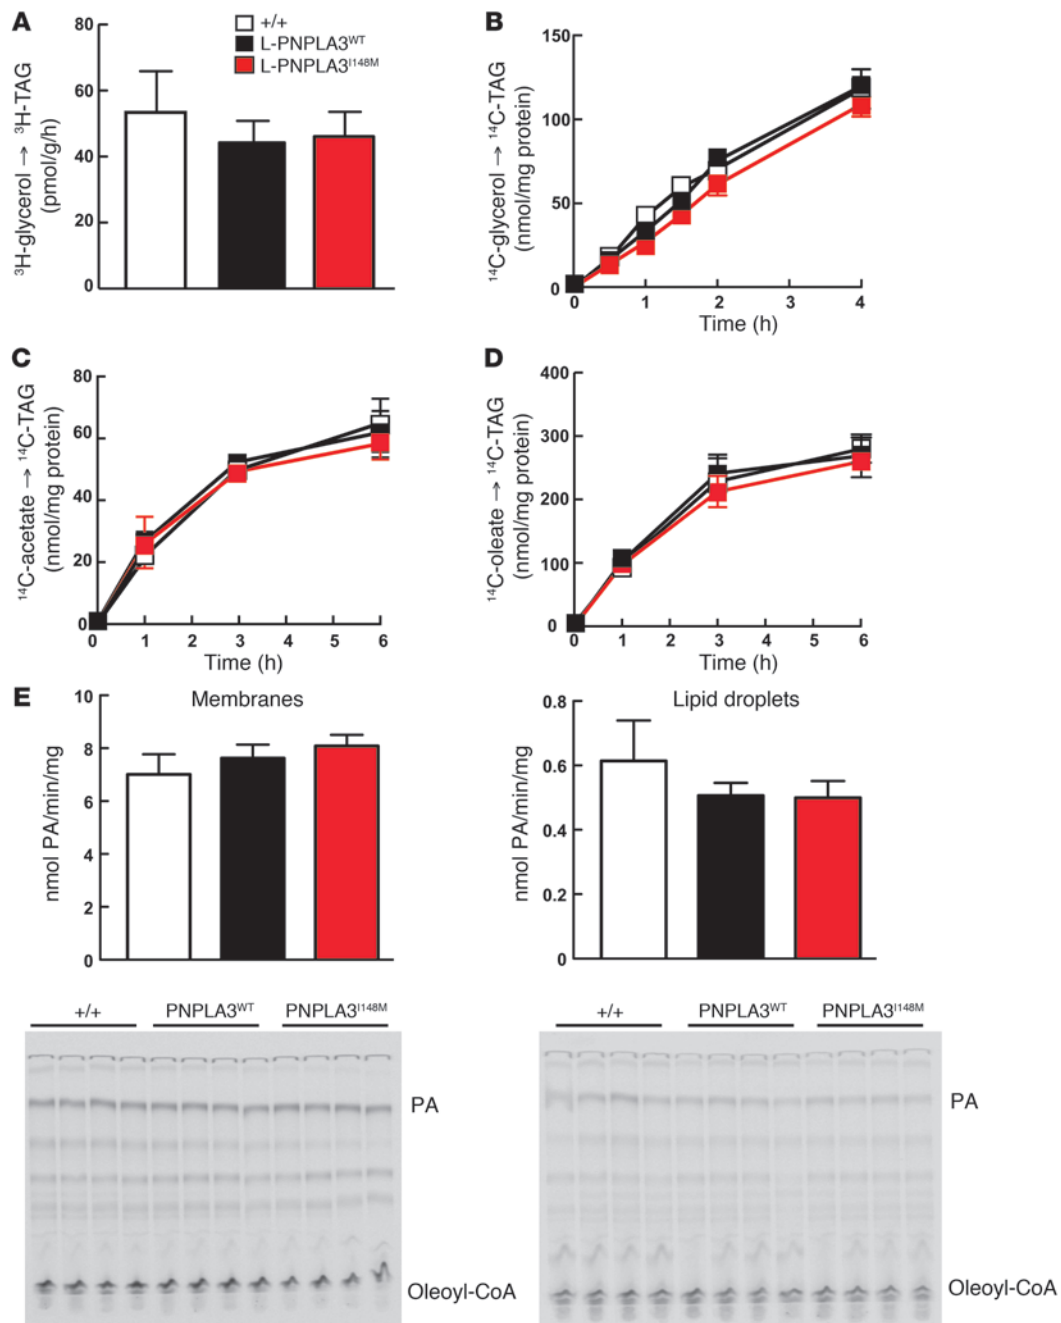 A
80
60
40
20
0
³H-glycerol → ³H-TAG
(pmol/g/h)
+/+
L-PNPLA3ᵂᵀ
L-PNPLA3ᴵ¹⁴⁸ᴹ
B
150
100
50
0
¹⁴C-glycerol → ¹⁴C-TAG
(nmol/mg protein)
0 1 2 3 4
Time (h)
C
80
60
40
20
0
¹⁴C-acetate → ¹⁴C-TAG
(nmol/mg protein)
0 1 2 3 4 5 6
Time (h)
D
400
300
200
100
0
¹⁴C-oleate → ¹⁴C-TAG
(nmol/mg protein)
0 1 2 3 4 5 6
Time (h)
E
Membranes
10
8
6
4
2
0
nmol PA/min/mg
Lipid droplets
0.8
0.6
0.4
0.2
0
nmol PA/min/mg
+/+ PNPLA3ᵂᵀ PNPLA3ᴵ¹⁴⁸ᴹ
PA
Oleoyl-CoA
+/+ PNPLA3ᵂᵀ PNPLA3ᴵ¹⁴⁸ᴹ
PA
Oleoyl-CoA